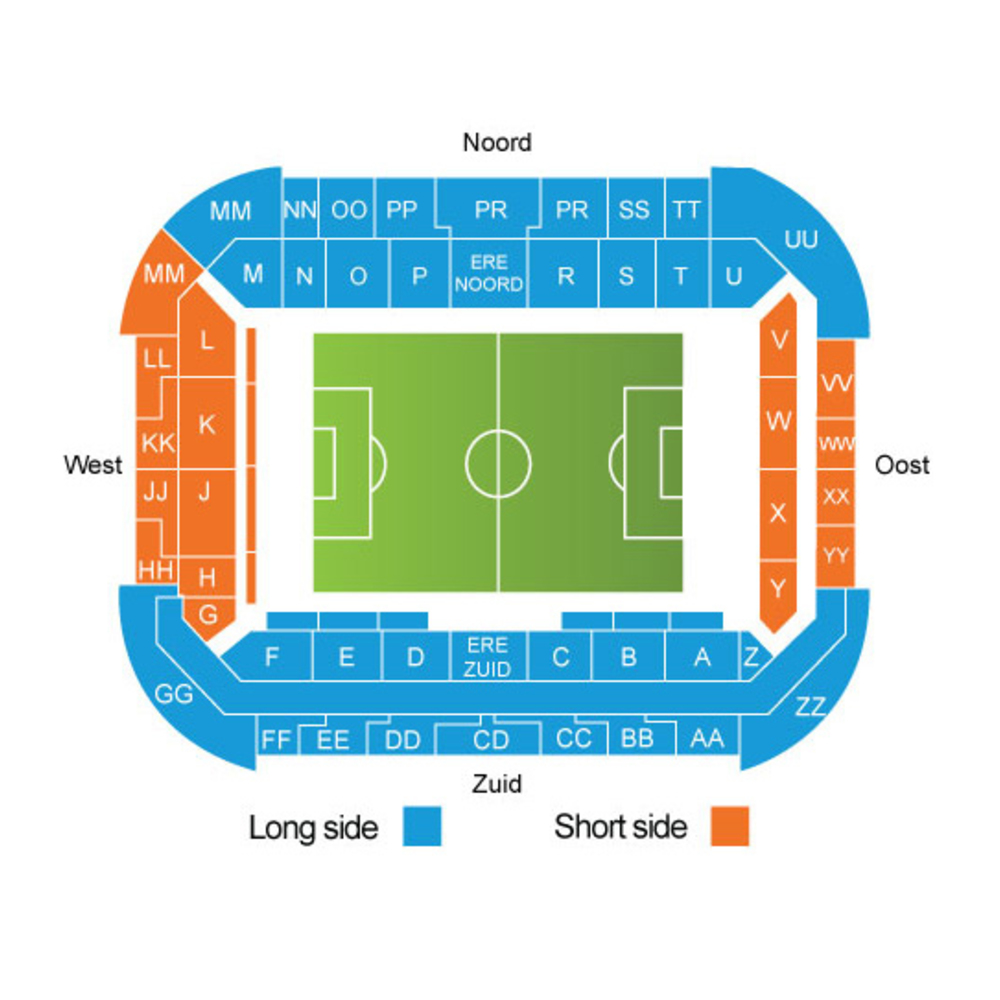 Noord
MM NN OO PP PR PR SS TT UU
MM M N O P ERE NOORD R S T U
L V
LL VV
K W
KK WW
West Oost
JJ J XX
X
YY
HH H Y
G
F E D ERE ZUID C B A Z
GG ZZ
FF EE DD CD CC BB AA
Zuid
Long side Short side